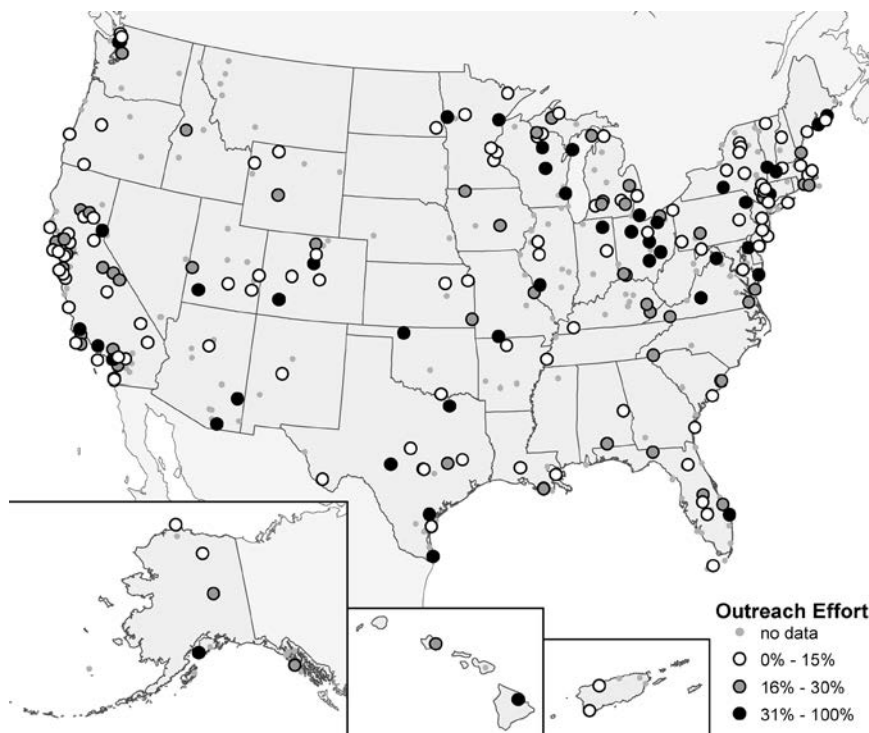 Outreach Effort
no data
0% - 15%
16% - 30%
31% - 100%